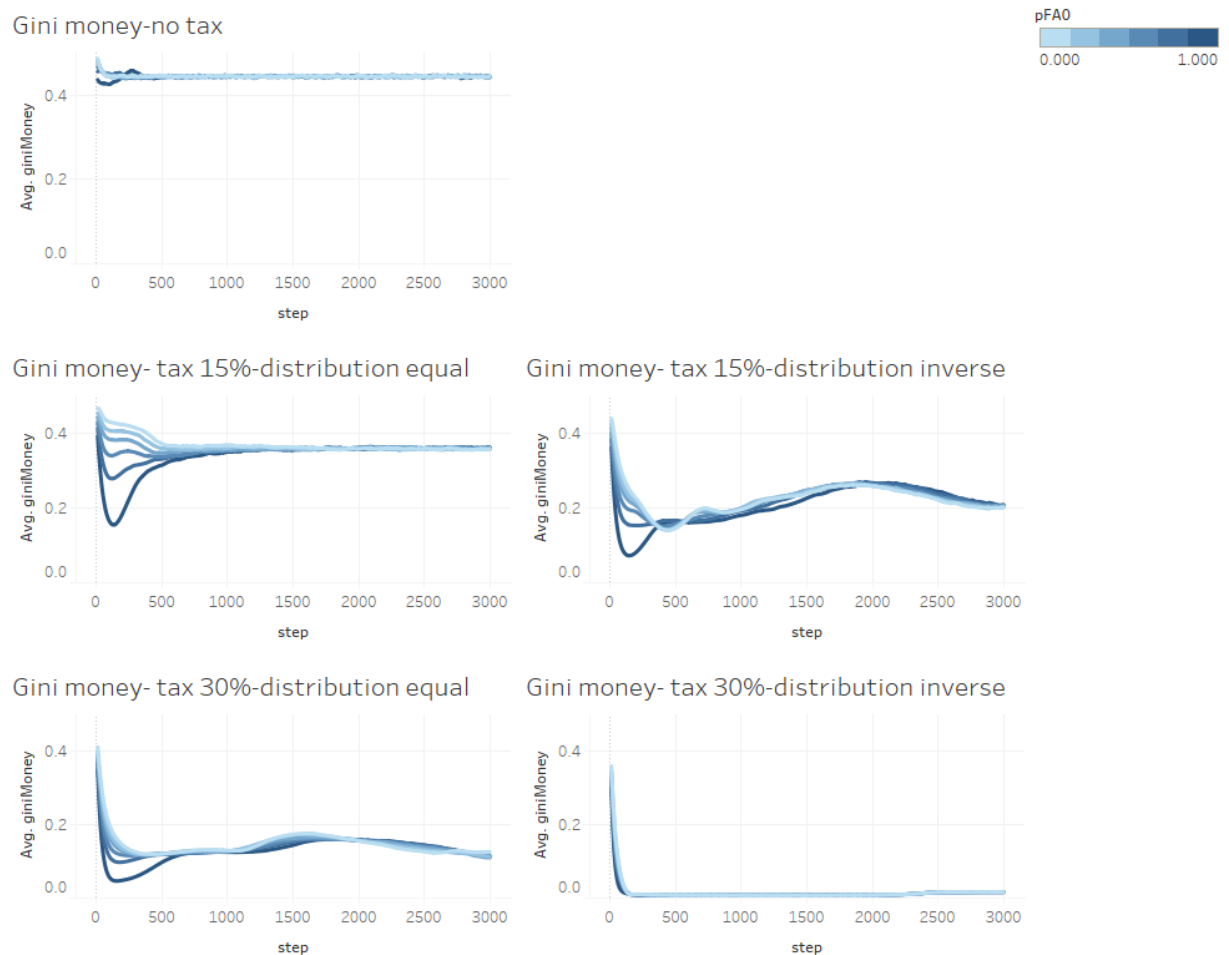 Gini money-no tax
pFA0
0.000 1.000
Avg. giniMoney
0.4
0.2
0.0
0 500 1000 1500 2000 2500 3000
step
Gini money- tax 15%-distribution equal
Avg. giniMoney
0.4
0.2
0.0
0 500 1000 1500 2000 2500 3000
step
Gini money- tax 15%-distribution inverse
Avg. giniMoney
0.4
0.2
0.0
0 500 1000 1500 2000 2500 3000
step
Gini money- tax 30%-distribution equal
Avg. giniMoney
0.4
0.2
0.0
0 500 1000 1500 2000 2500 3000
step
Gini money- tax 30%-distribution inverse
Avg. giniMoney
0.4
0.2
0.0
0 500 1000 1500 2000 2500 3000
step